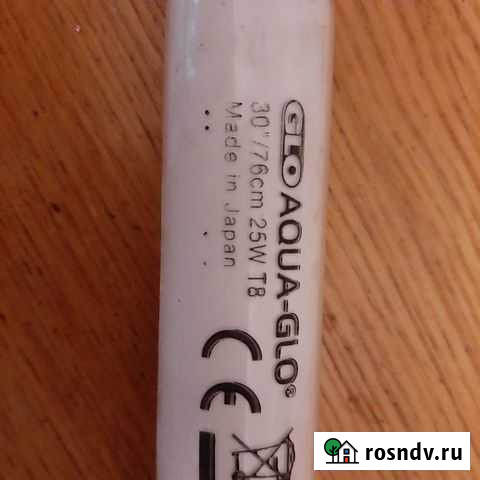 GLO AQUA-GLO®
30"/76cm 25W T8
Made in Japan
CE
rosndv.ru